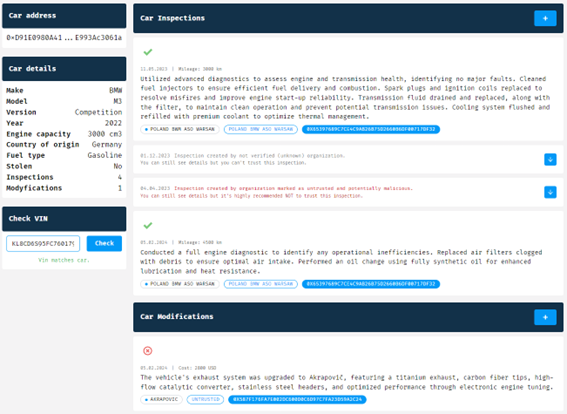 Car address
0xD91E0980A41...E993Ac3061a
Car details
Make BMW
Model M3
Version Competition
Year 2022
Engine capacity 3000 cm3
Country of origin Germany
Fuel type Gasoline
Stolen No
Inspections 4
Modyfications 1
Check VIN
Check
Vin matches car.
Car Inspections
+
Utilized advanced diagnostics to assess engine and transmission health, identifying no major faults. Cleaned
fuel injectors to ensure efficient fuel delivery and combustion. Spark plugs and ignition coils replaced to
resolve misfires and improve engine start-up reliability. Transmission fluid drained and replaced, along with
the filter, to maintain clean operation and prevent potential transmission issues. Cooling system flushed and
refilled with premium coolant to optimize thermal management.
POLAND BMW ASO WARSAW POLAND BMW ASO WARSAW
01.12.2023 Inspection created by not verified (unknown) organization.
You can still see details but you can't trust this inspection.
04.04.2023 Inspection created by organization marked as untrusted and potentially malicious.
You can still see details but it's highly recommended NOT to trust this inspection.
05.02.2024 | Mileage: 4500 km
Conducted a full engine diagnostic to identify any operational inefficiencies. Replaced air filters clogged
with debris to ensure optimal air intake. Performed an oil change using fully synthetic oil for enhanced
lubrication and heat resistance.
POLAND BMW ASO WARSAW POLAND BMW ASO WARSAW
Car Modifications
+
05.02.2024 | Cost: 2000 USD
The vehicle's exhaust system was upgraded to Akrapovič, featuring a titanium exhaust, carbon fiber tips, high-
flow catalytic converter, stainless steel headers, and optimized performance through electronic engine tuning.
AKRAPOVIC UNTRUSTED